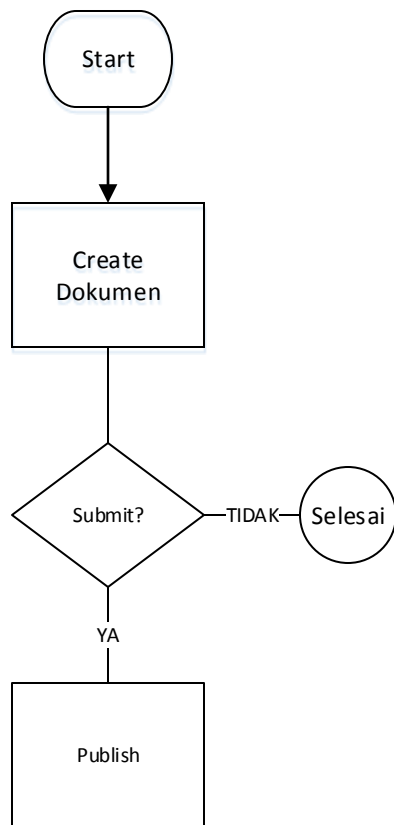 Start
Create
Dokumen
Submit?
TIDAK
Selesai
YA
Publish